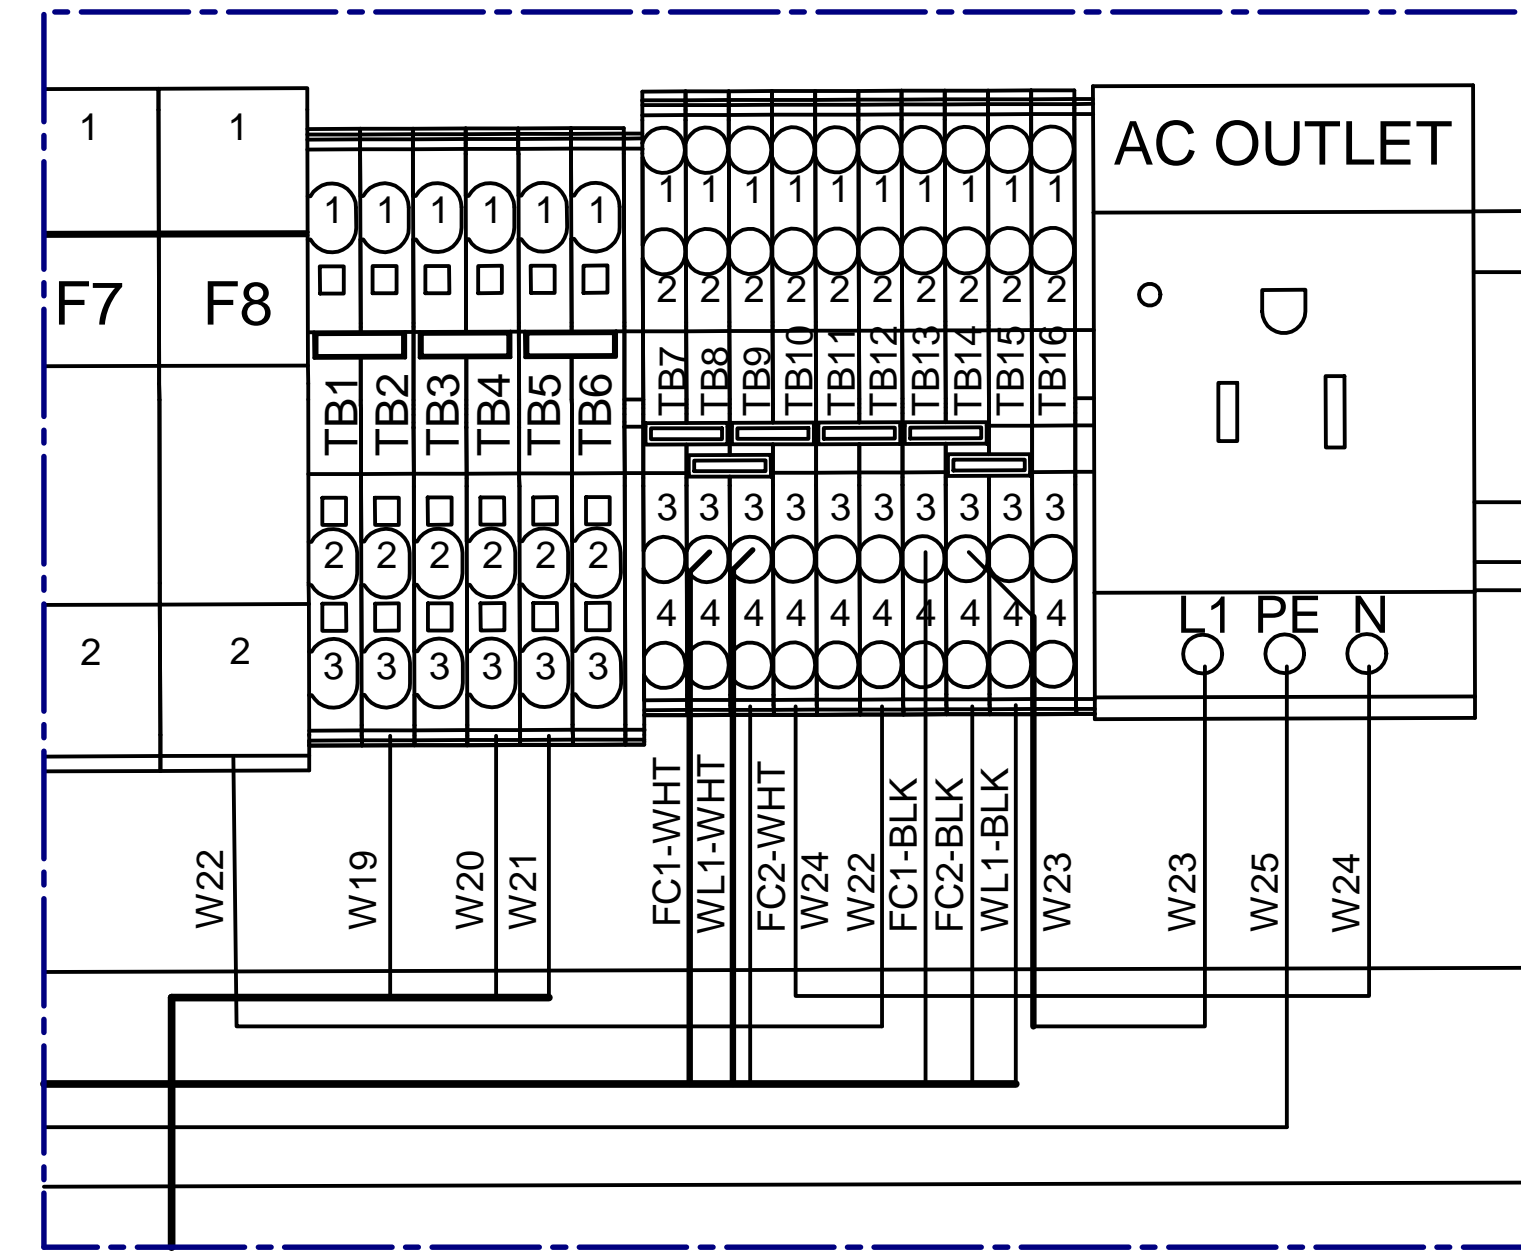 1 1
AC OUTLET
1 1 1 1 1 1 1 1 1 1
1 1 1 1 1 1
F7 F8
2 2 2 2 2 2 2 2 2 2
TB7 TB8 TB9 TB10 TB11 TB12 TB13 TB14 TB15 TB16
TB1 TB2 TB3 TB4 TB5 TB6
3 3 3 3 3 3 3 3 3 3
2 2 2 2 2 2
4 4 4 4 4 4 4 4 4 4
L1 PE N
2 2
3 3 3 3 3 3
W22
W19
W20
W21
FC1-WHT
WL1-WHT
FC2-WHT
W24
W22
FC1-BLK
FC2-BLK
WL1-BLK
W23
W23
W25
W24